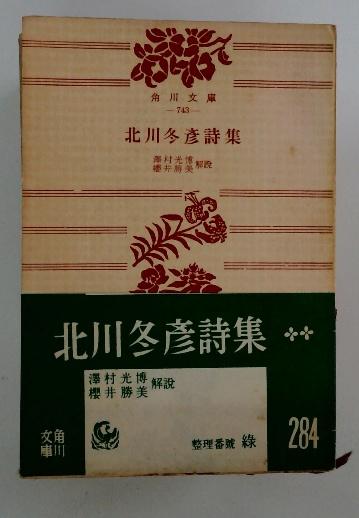 角川文庫
—743—
北川冬彦詩集
澤村光博
櫻井勝美 解説
北川冬彦詩集
澤村光博
櫻井勝美 解説
角川
文庫
整理番號 綠
284